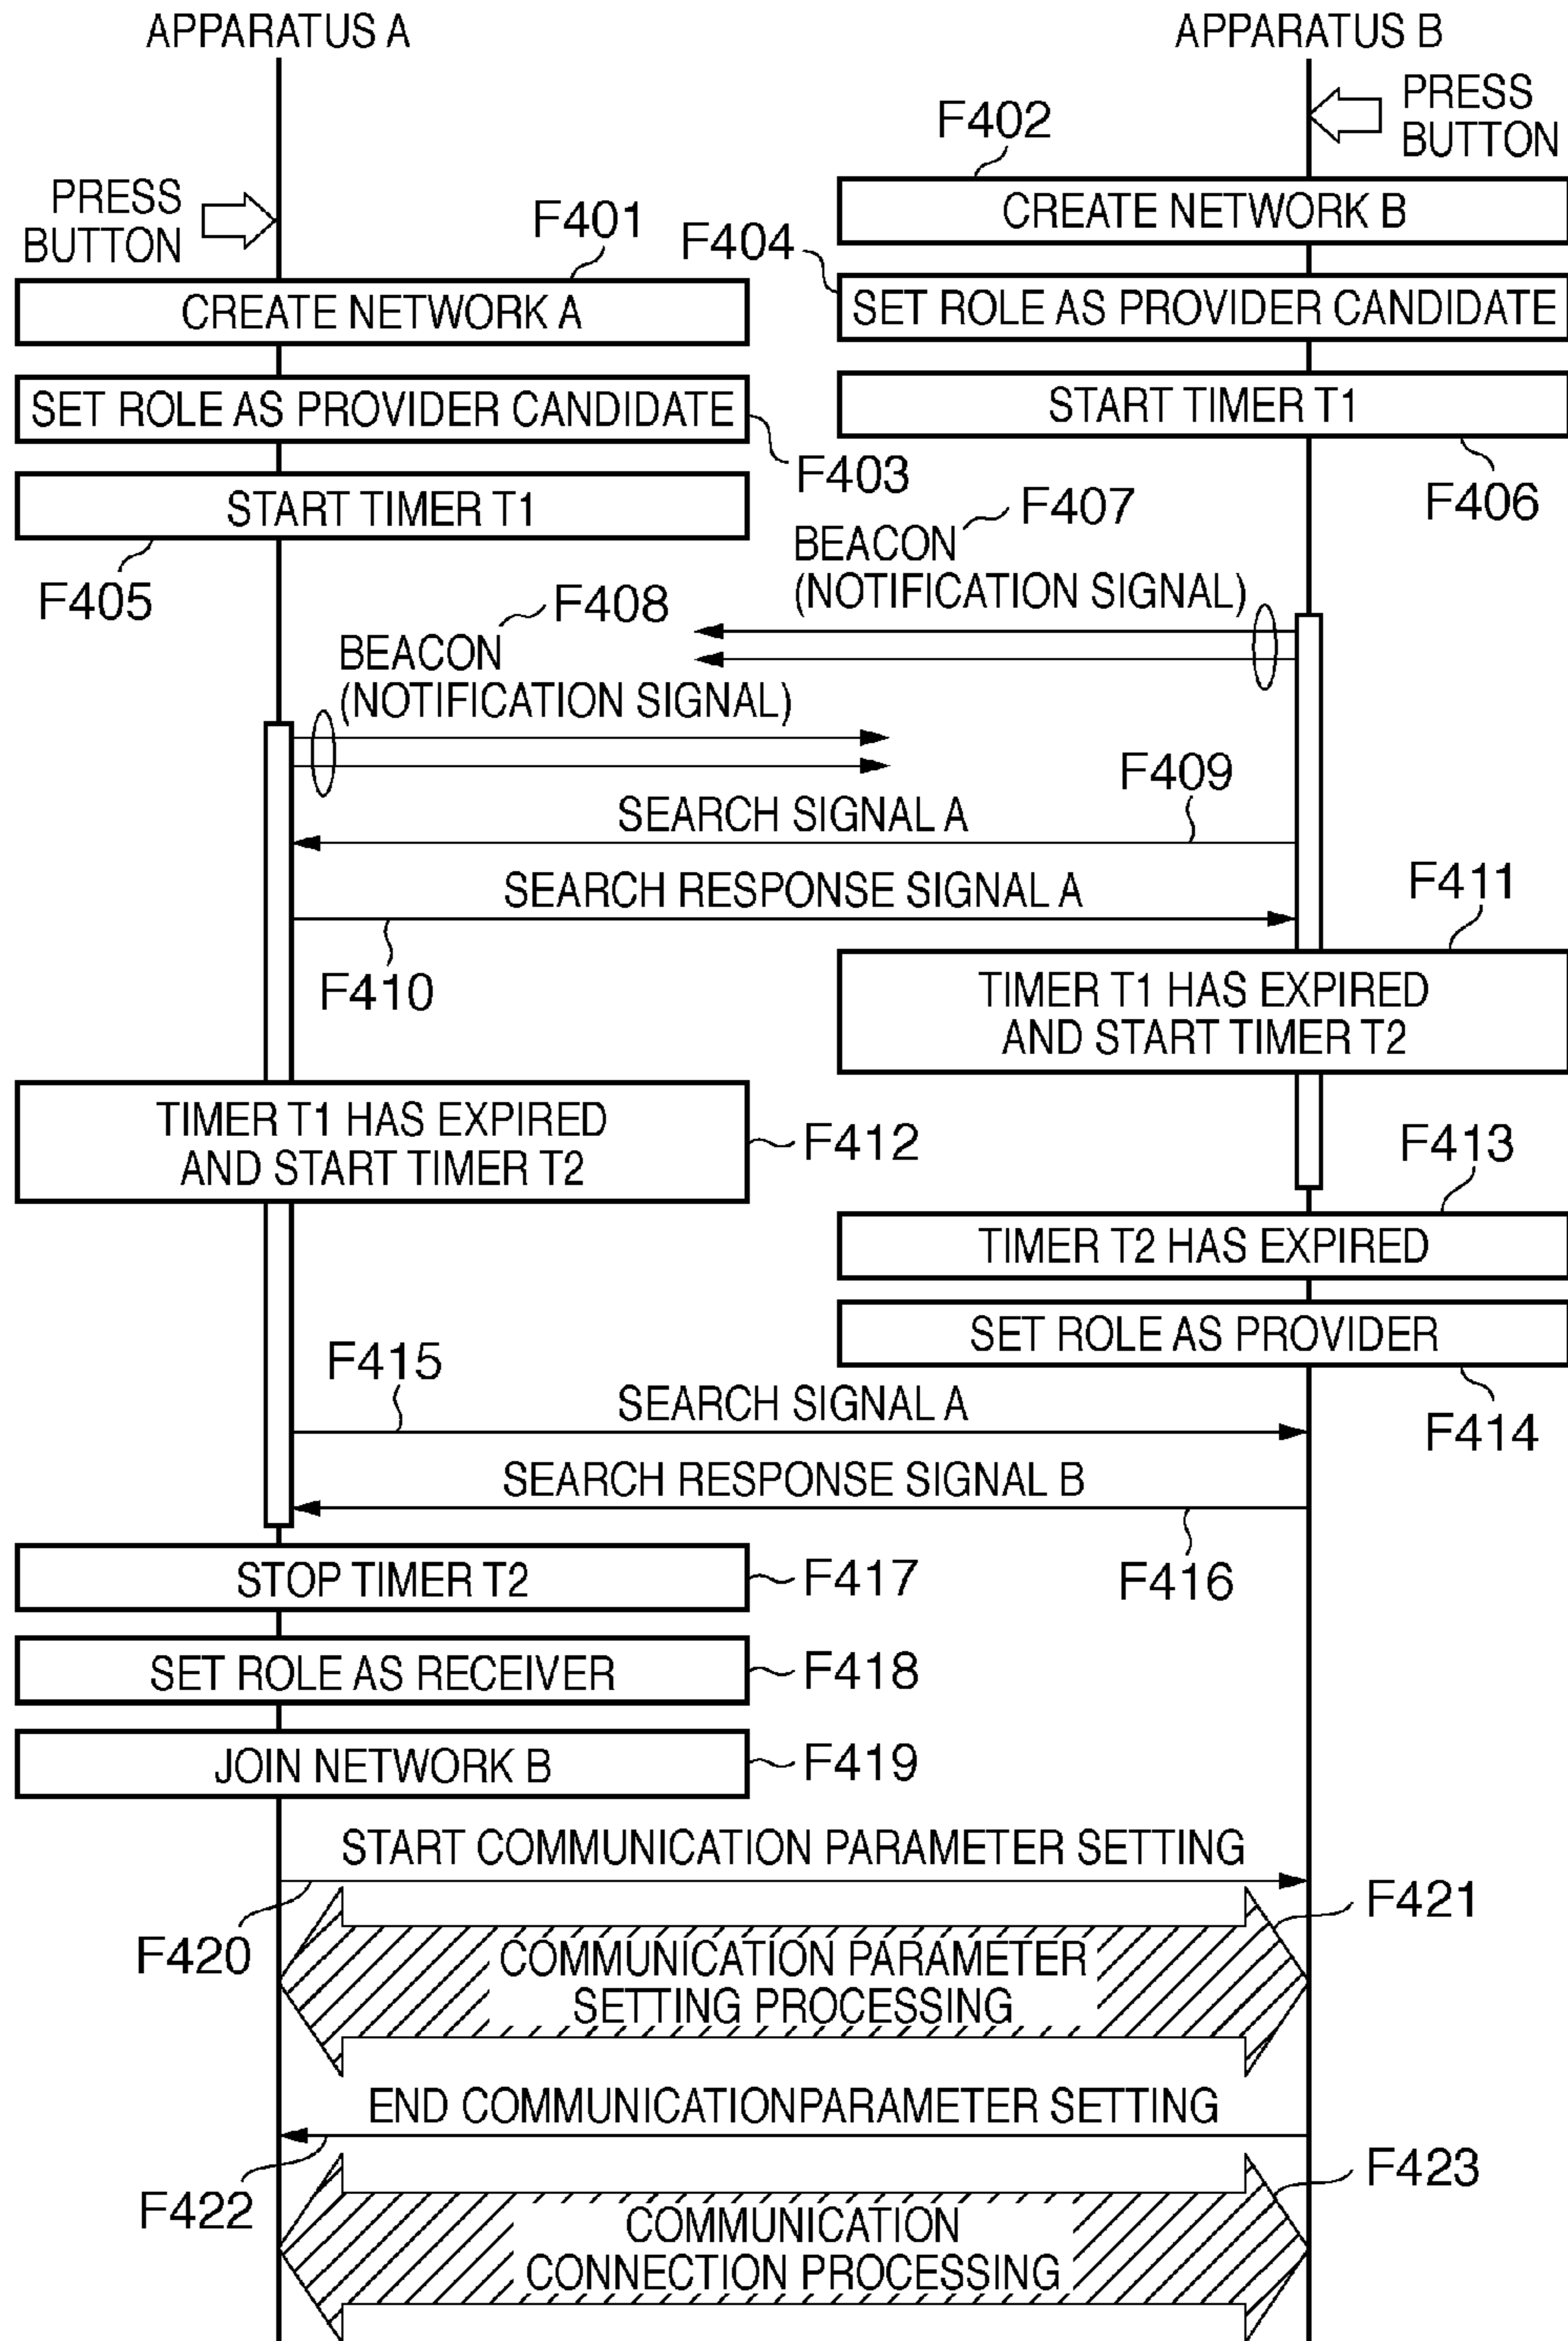 APPARATUS A
APPARATUS B
PRESS
BUTTON
F402
CREATE NETWORK B
PRESS
BUTTON
F401
F404
CREATE NETWORK A
SET ROLE AS PROVIDER CANDIDATE
SET ROLE AS PROVIDER CANDIDATE
F403
START TIMER T1
F406
START TIMER T1
F405
F407
BEACON
(NOTIFICATION SIGNAL)
F408
BEACON
(NOTIFICATION SIGNAL)
F409
SEARCH SIGNAL A
SEARCH RESPONSE SIGNAL A
F410
F411
TIMER T1 HAS EXPIRED
AND START TIMER T2
TIMER T1 HAS EXPIRED
AND START TIMER T2
F412
F413
TIMER T2 HAS EXPIRED
SET ROLE AS PROVIDER
F414
F415
SEARCH SIGNAL A
SEARCH RESPONSE SIGNAL B
F416
STOP TIMER T2
F417
SET ROLE AS RECEIVER
F418
JOIN NETWORK B
F419
START COMMUNICATION PARAMETER SETTING
F420
F421
COMMUNICATION PARAMETER
SETTING PROCESSING
END COMMUNICATIONPARAMETER SETTING
F422
F423
COMMUNICATION
CONNECTION PROCESSING